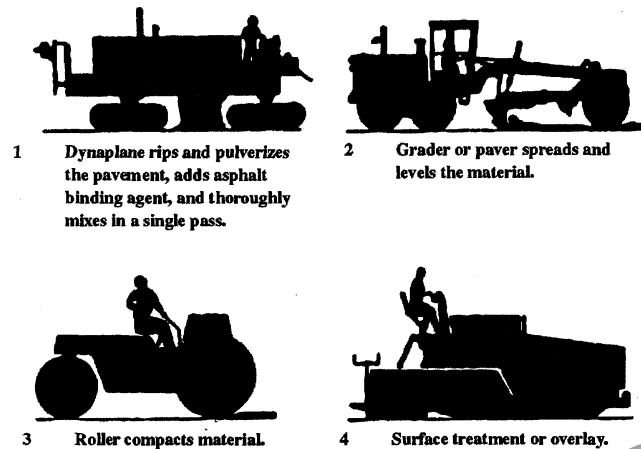 1 Dynaplane rips and pulverizes
the pavement, adds asphalt
binding agent, and thoroughly
mixes in a single pass.
2 Grader or paver spreads and
levels the material.
3 Roller compacts material.
4 Surface treatment or overlay.